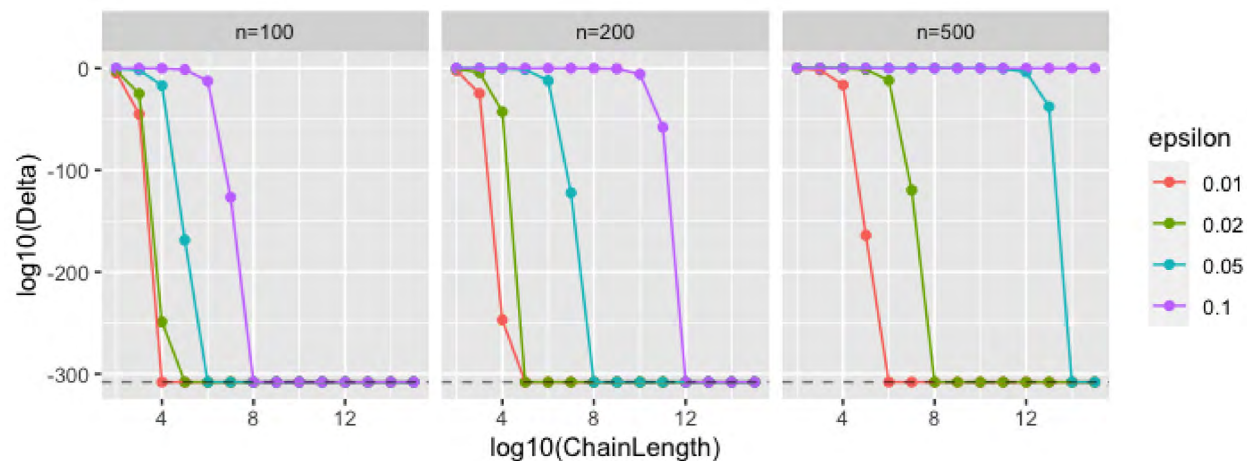 n=100 n=200 n=500
0
-100
-200
-300
log10(Delta)
4 8 12 4 8 12 4 8 12
log10(ChainLength)
epsilon
0.01
0.02
0.05
0.1